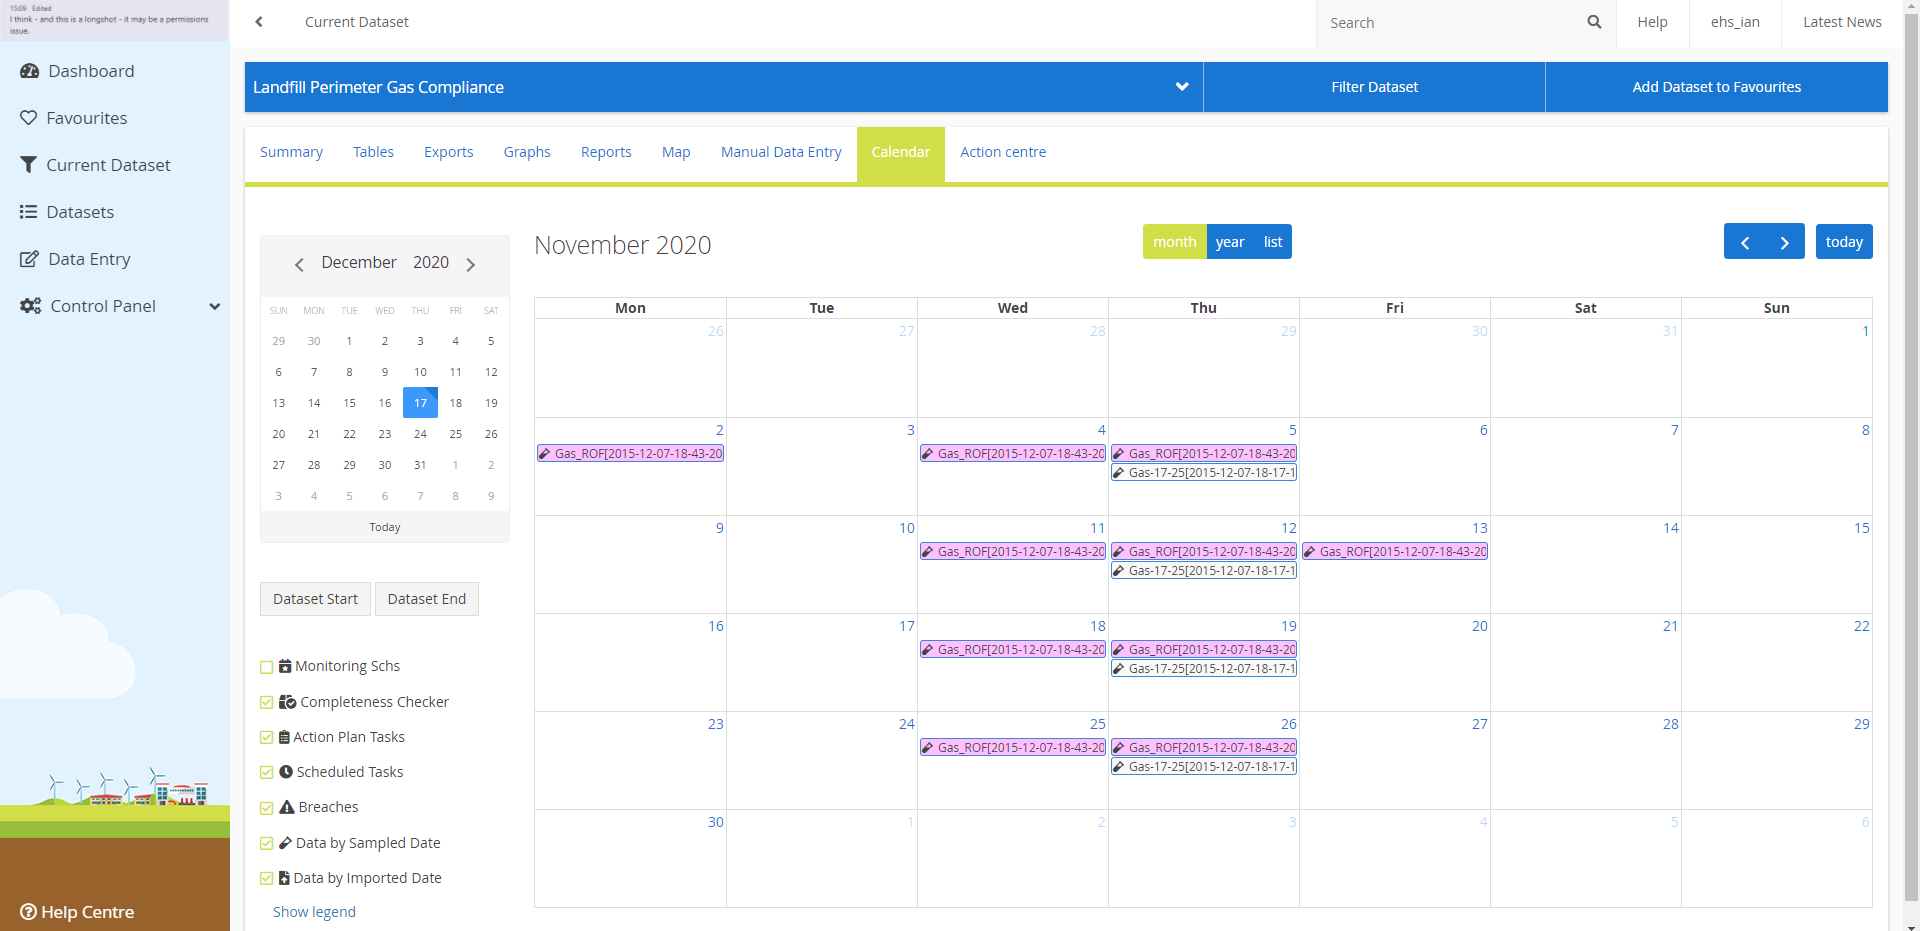 15:09 Edited
I think - and this is a longshot - it may be a permissions
issue.
Dashboard
Favourites
Current Dataset
Datasets
Data Entry
Control Panel
Help Centre
Current Dataset
Search
Help
ehs_ian
Latest News
Landfill Perimeter Gas Compliance
Filter Dataset
Add Dataset to Favourites
Summary Tables Exports Graphs Reports Map Manual Data Entry Calendar Action centre
December 2020
SUN MON TUE WED THU FRI SAT
29 30 1 2 3 4 5
6 7 8 9 10 11 12
13 14 15 16 17 18 19
20 21 22 23 24 25 26
27 28 29 30 31 1 2
3 4 5 6 7 8 9
Today
Dataset Start Dataset End
Monitoring Schs
Completeness Checker
Action Plan Tasks
Scheduled Tasks
Breaches
Data by Sampled Date
Data by Imported Date
Show legend
November 2020
month year list
today
Mon Tue Wed Thu Fri Sat Sun
26 27 28 29 30 31 1
2 3 4 5 6 7 8
Gas_ROF[2015-12-07-18-43-20 Gas_ROF[2015-12-07-18-43-20 Gas_ROF[2015-12-07-18-43-20
Gas-17-25[2015-12-07-18-17-1
9 10 11 12 13 14 15
Gas_ROF[2015-12-07-18-43-20 Gas_ROF[2015-12-07-18-43-20 Gas_ROF[2015-12-07-18-43-20
Gas-17-25[2015-12-07-18-17-1
16 17 18 19 20 21 22
Gas_ROF[2015-12-07-18-43-20 Gas_ROF[2015-12-07-18-43-20
Gas-17-25[2015-12-07-18-17-1
23 24 25 26 27 28 29
Gas_ROF[2015-12-07-18-43-20 Gas_ROF[2015-12-07-18-43-20
Gas-17-25[2015-12-07-18-17-1
30 1 2 3 4 5 6